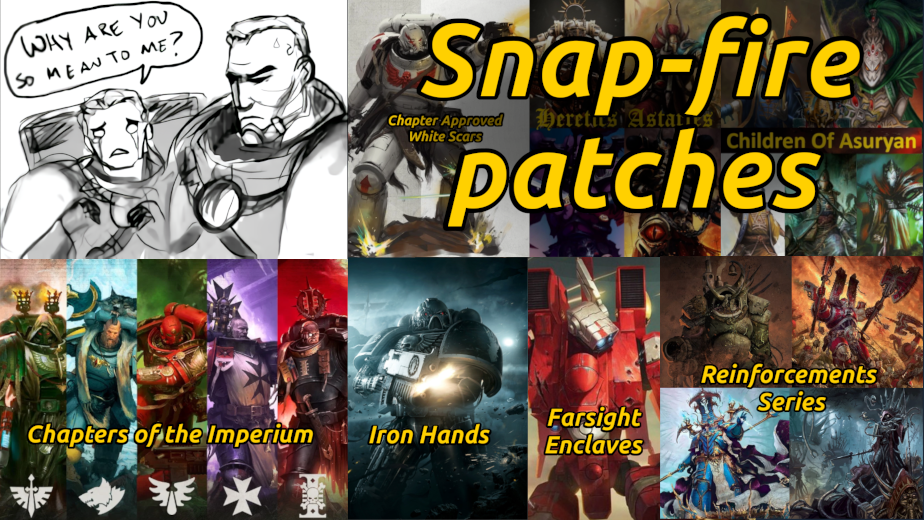 WHY ARE YOU
SO MEAN TO ME?
Snap-fire
patches
Chapter Approved
White Scars
Heretics Astartes
Children Of Asuryan
Chapters of the Imperium
Iron Hands
Farsight
Enclaves
Reinforcements
Series